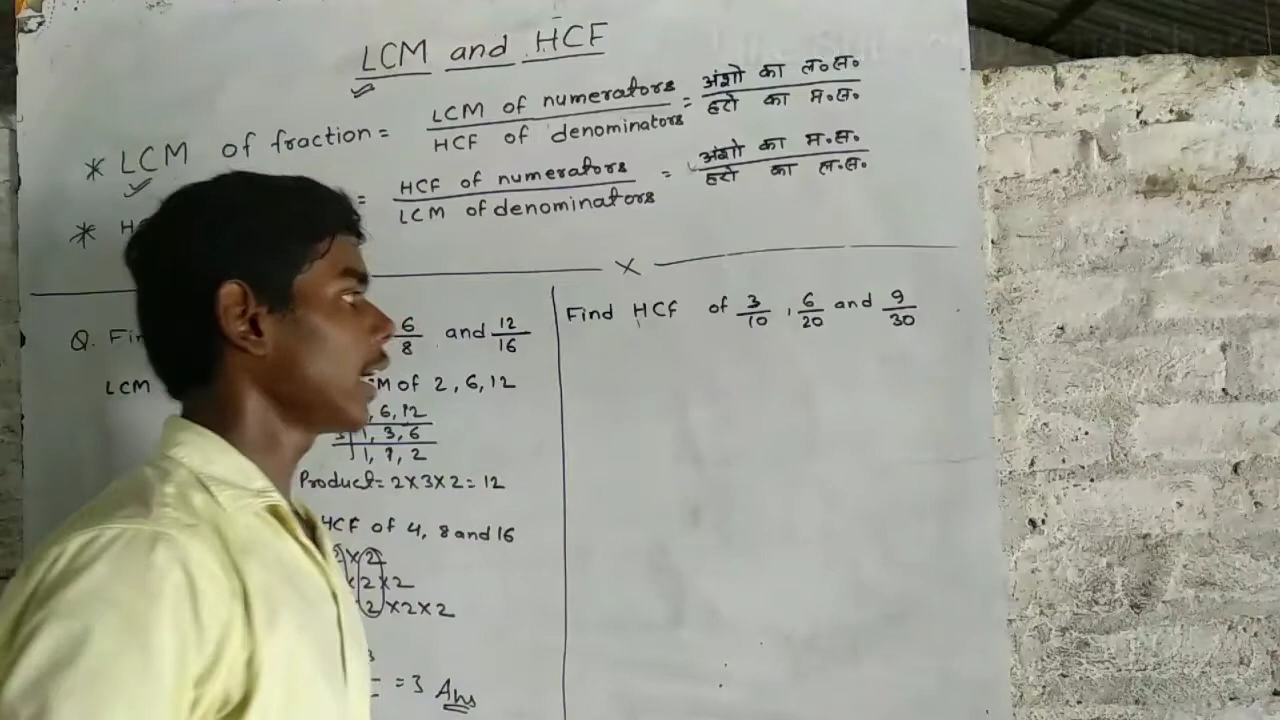 LCM and HCF
* LCM of fraction = LCM of numerators / HCF of denominators = अंशो का ल०स० / हरो का म०स०
* = HCF of numerators / LCM of denominators = अंशो का म०स० / हरो का ल०स०
Q. 6/8 and 12/16
LCM of 2, 6, 12
, 6, 12
1, 3, 6
1, 1, 2
Product = 2×3×2 = 12
HCF of 4, 8 and 16
×2
2×2
2×2×2
= 3 Ans
Find HCF of 3/10, 6/20 and 9/30